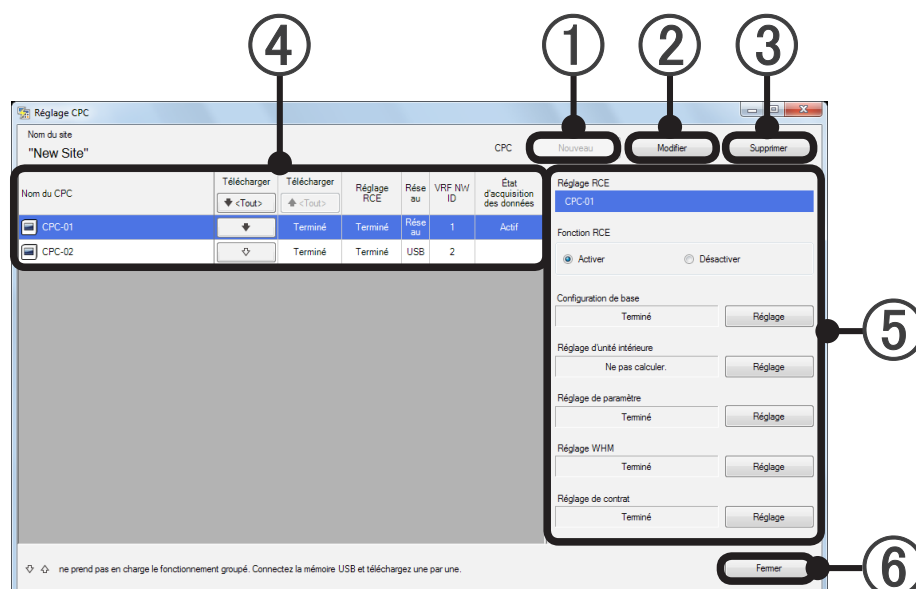 ④ ① ② ③
Réglage CPC
Nom du site
"New Site"
CPC Nouveau Modifier Supprimer
Nom du CPC Télécharger Télécharger Réglage RCE Rése au VRF NW ID État d'acquisition des données
<Tout> <Tout>
CPC-01 Terminé Terminé Rése au 1 Actif
CPC-02 Terminé Terminé USB 2
Réglage RCE
CPC-01
Fonction RCE
Activer Désactiver
Configuration de base
Terminé Réglage
⑤
Réglage d'unité intérieure
Ne pas calculer. Réglage
Réglage de paramètre
Terminé Réglage
Réglage WHM
Terminé Réglage
Réglage de contrat
Terminé Réglage
ne prend pas en charge le fonctionnement groupé. Connectez la mémoire USB et téléchargez une par une.
Fermer ⑥